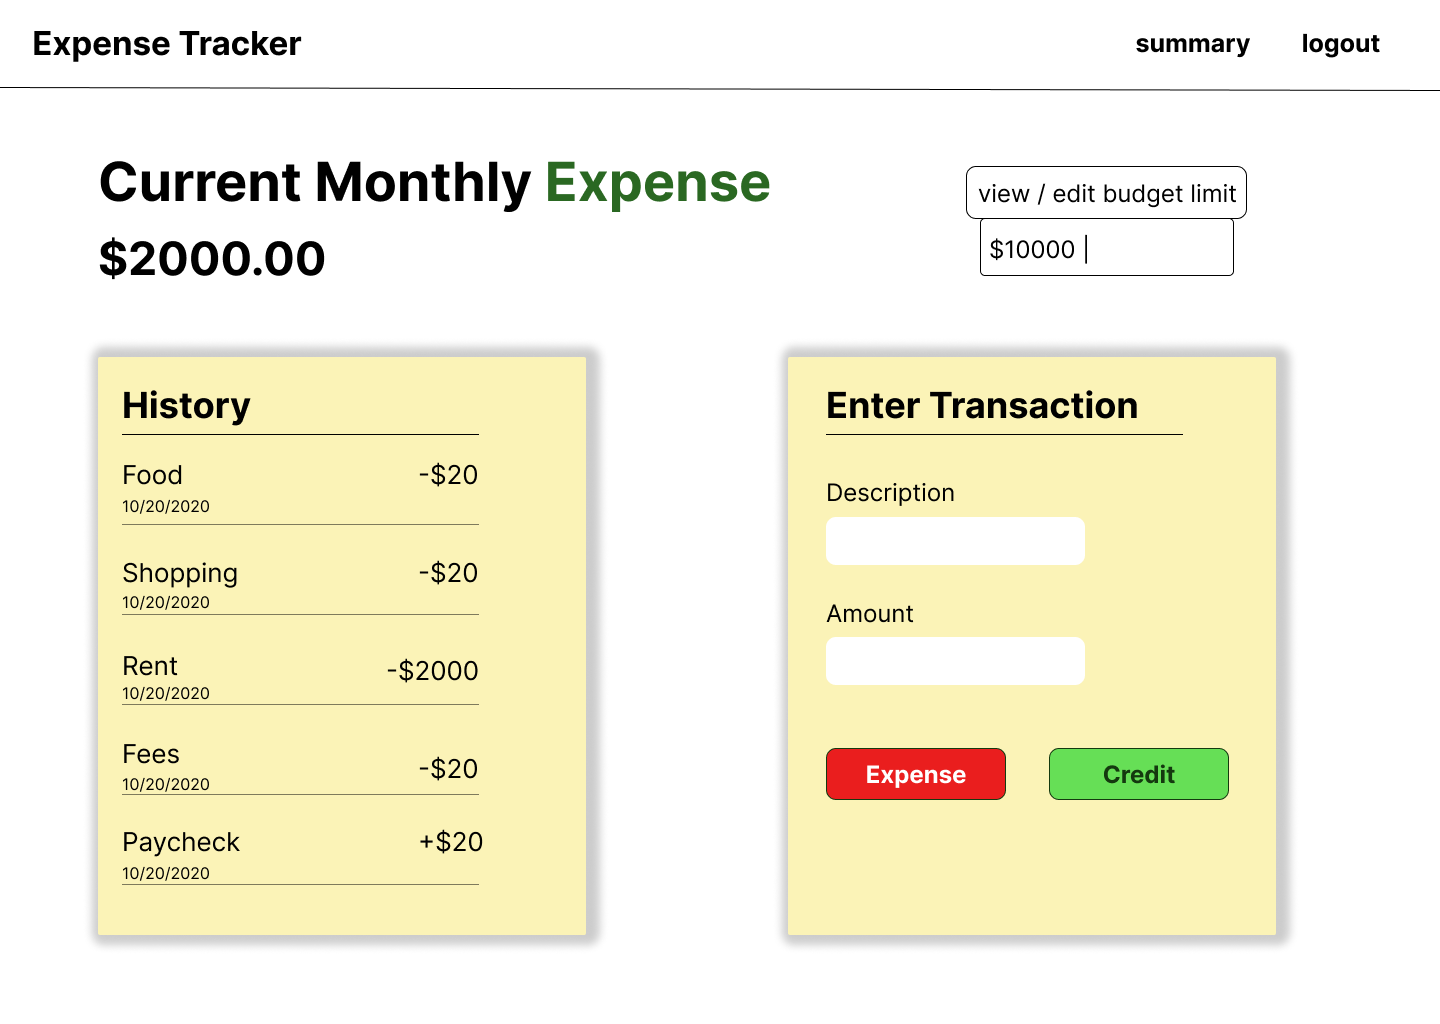 Expense Tracker
summary
logout
Current Monthly Expense
$2000.00
view / edit budget limit
$10000 |
History
Food -$20
10/20/2020
Shopping -$20
10/20/2020
Rent -$2000
10/20/2020
Fees -$20
10/20/2020
Paycheck +$20
10/20/2020
Enter Transaction
Description
Amount
Expense
Credit